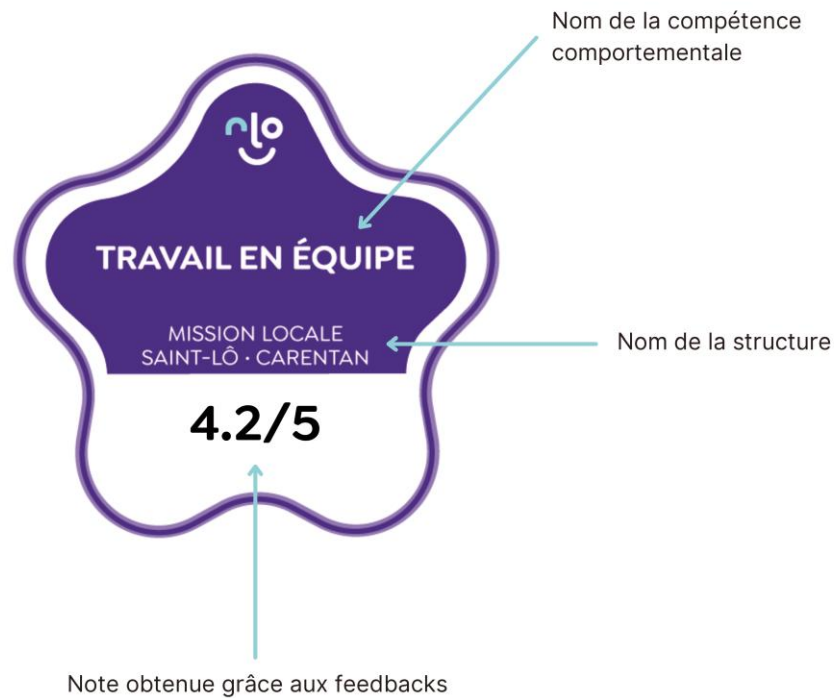 Nom de la compétence
comportementale
nlo
TRAVAIL EN ÉQUIPE
MISSION LOCALE
SAINT-LÔ · CARENTAN
Nom de la structure
4.2/5
Note obtenue grâce aux feedbacks